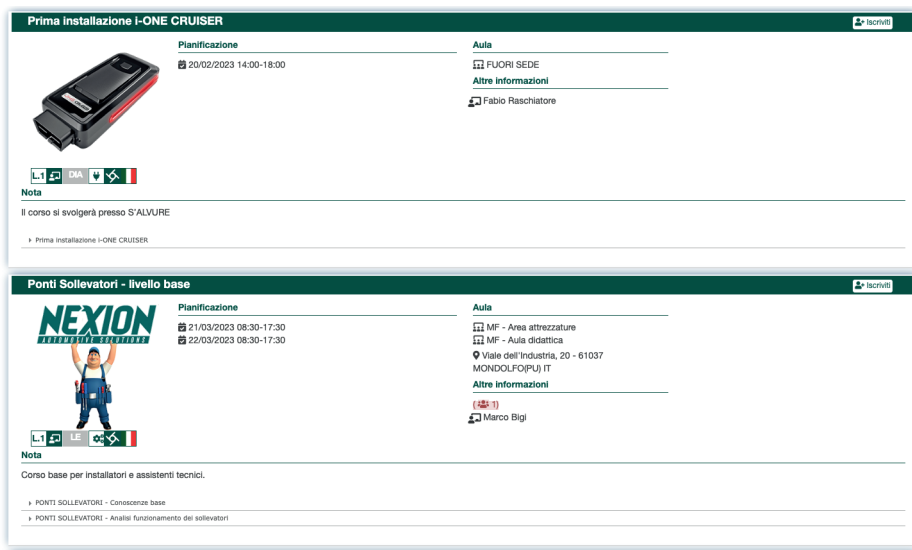 Prima installazione i-ONE CRUISER
Iscriviti
Pianificazione
20/02/2023 14:00-18:00
Aula
FUORI SEDE
Altre informazioni
Fabio Raschiatore
L.1 DIA
Nota
Il corso si svolgerà presso S'ALVURE
Prima installazione i-ONE CRUISER
Ponti Sollevatori - livello base
Iscriviti
NEXION
AUTOMOTIVE SOLUTIONS
Pianificazione
21/03/2023 08:30-17:30
22/03/2023 08:30-17:30
Aula
MF - Area attrezzature
MF - Aula didattica
Viale dell'Industria, 20 - 61037
MONDOLFO(PU) IT
Altre informazioni
( 1)
Marco Bigi
L.1 LE
Nota
Corso base per installatori e assistenti tecnici.
PONTI SOLLEVATORI - Conoscenze base
PONTI SOLLEVATORI - Analisi funzionamento dei sollevatori